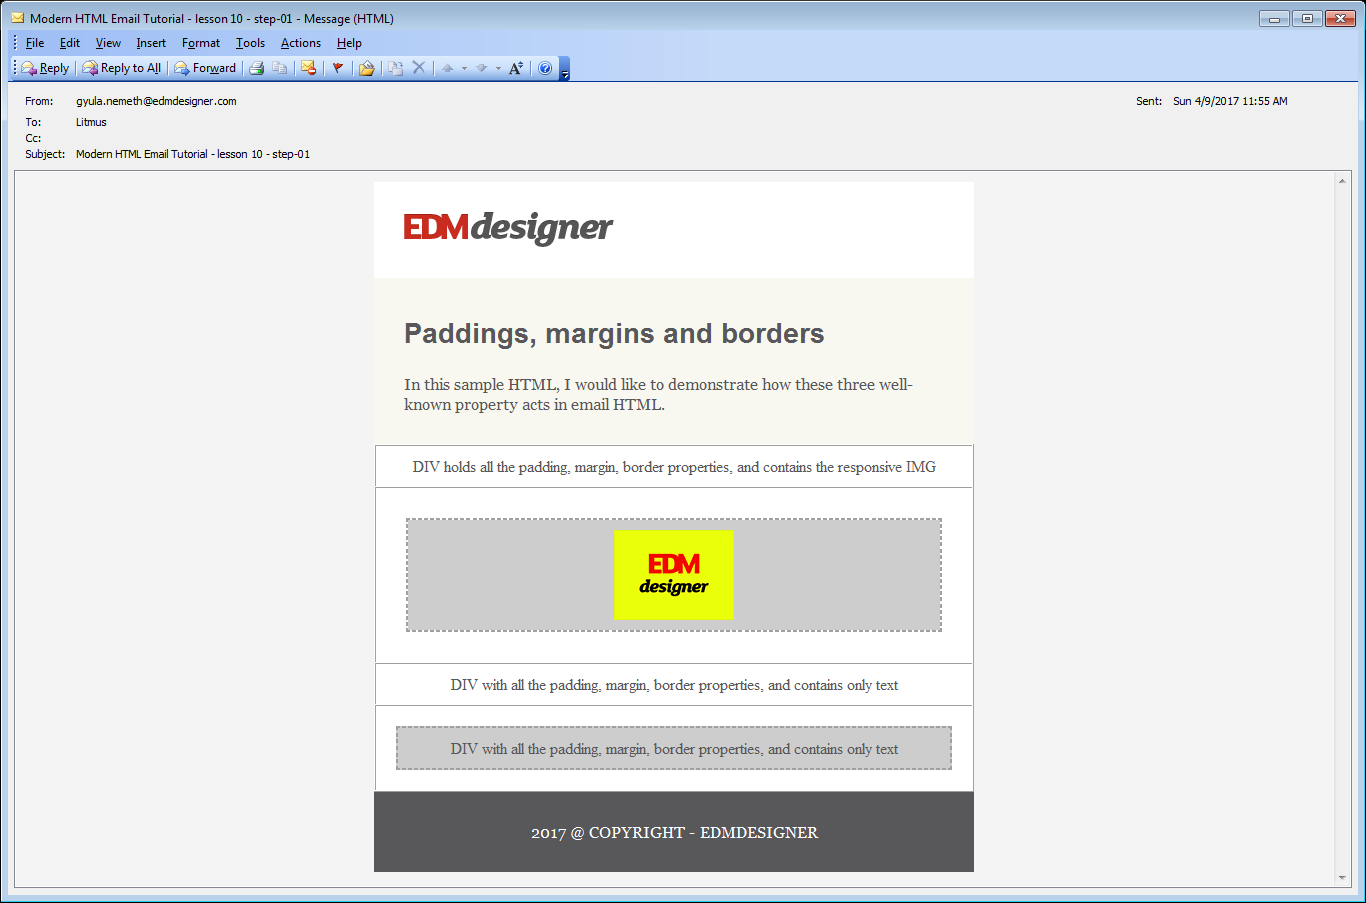 Modern HTML Email Tutorial - lesson 10 - step-01 - Message (HTML)
File Edit View Insert Format Tools Actions Help
Reply Reply to All Forward A
From: gyula.nemeth@edmdesigner.com Sent: Sun 4/9/2017 11:55 AM
To: Litmus
Cc:
Subject: Modern HTML Email Tutorial - lesson 10 - step-01
EDMdesigner
Paddings, margins and borders
In this sample HTML, I would like to demonstrate how these three well-
known property acts in email HTML.
DIV holds all the padding, margin, border properties, and contains the responsive IMG
EDM
designer
DIV with all the padding, margin, border properties, and contains only text
DIV with all the padding, margin, border properties, and contains only text
2017 @ COPYRIGHT - EDMDESIGNER